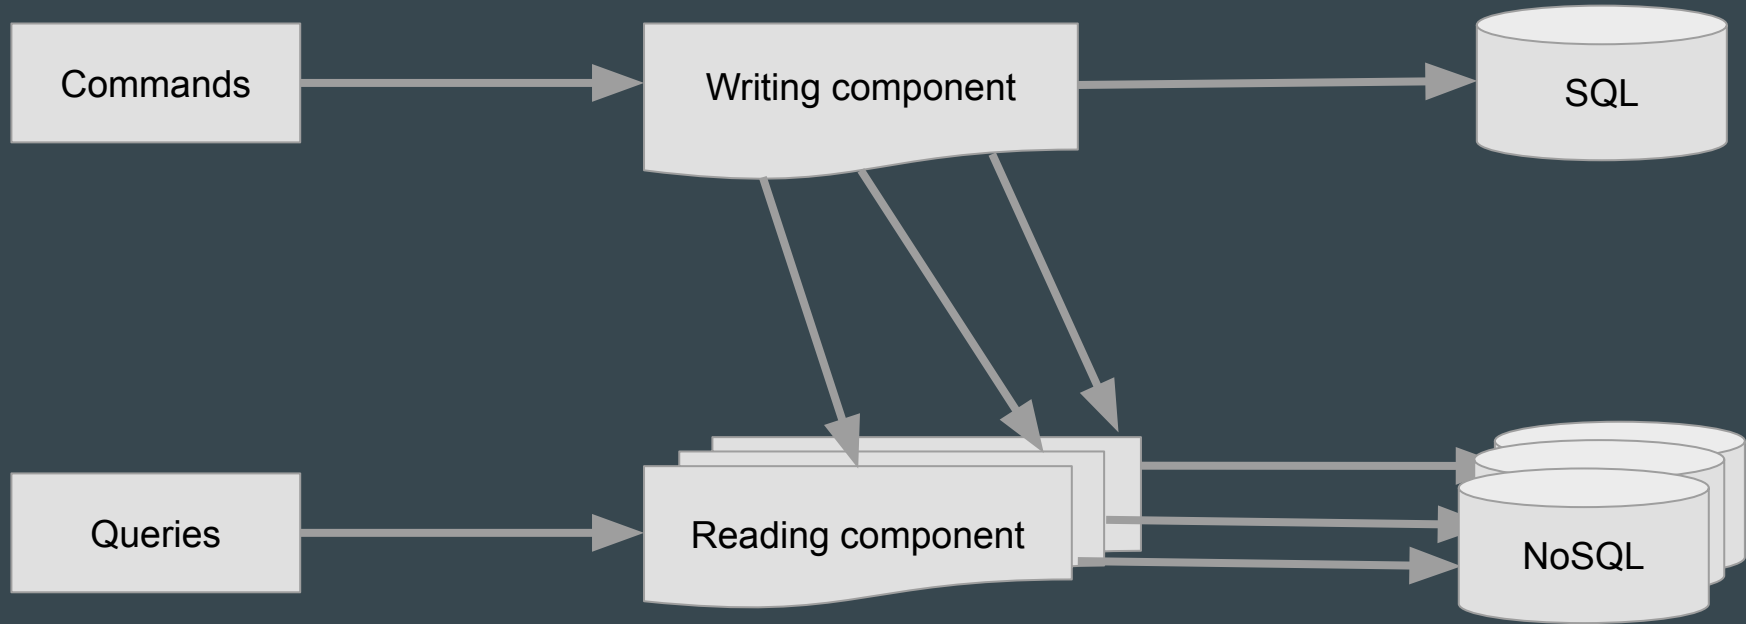 Commands
Writing component
SQL
Queries
Reading component
NoSQL